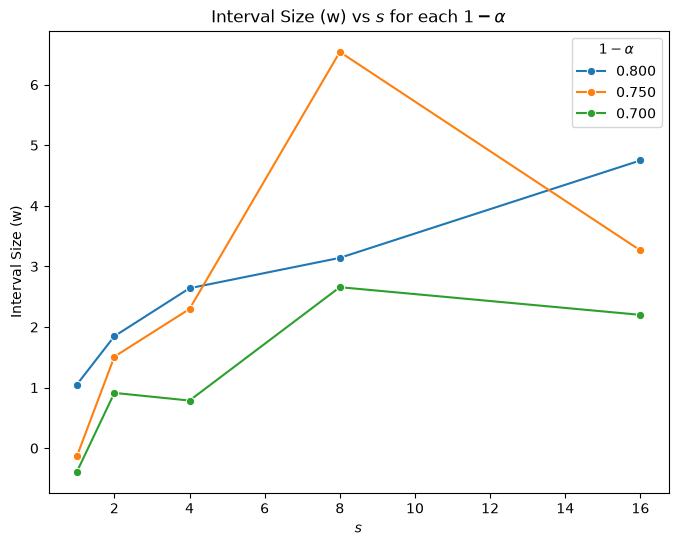 Interval Size (w) vs s for each 1 − α
1 − α
0.800
0.750
0.700
Interval Size (w)
6
5
4
3
2
1
0
2 4 6 8 10 12 14 16
s